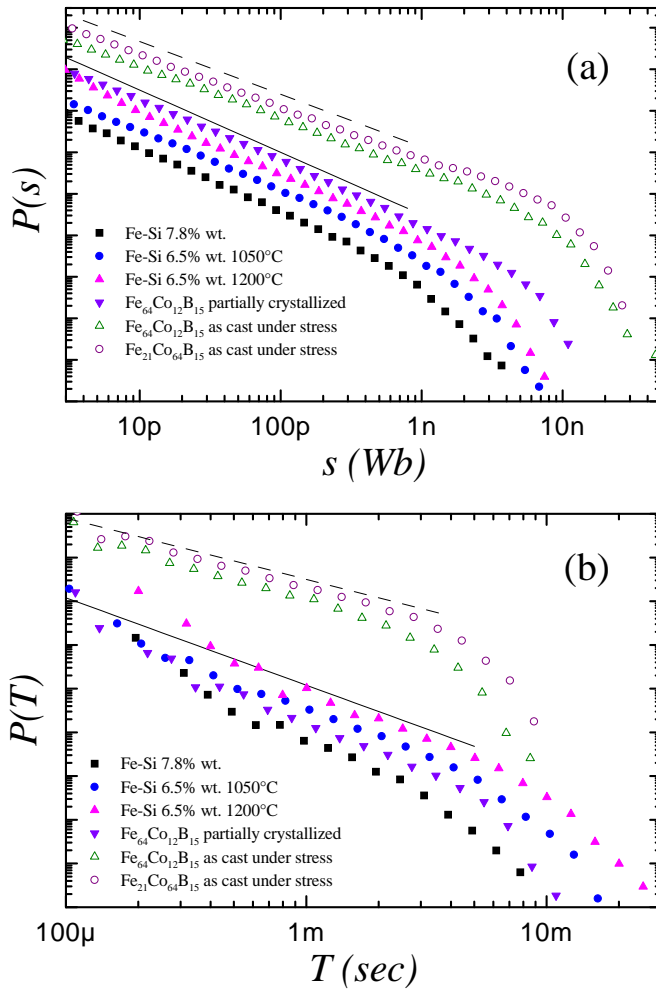 (a)
P(s)
Fe-Si 7.8% wt.
Fe-Si 6.5% wt. 1050°C
Fe-Si 6.5% wt. 1200°C
Fe₆₄Co₁₂B₁₅ partially crystallized
Fe₆₄Co₁₂B₁₅ as cast under stress
Fe₂₁Co₆₄B₁₅ as cast under stress
10p 100p 1n 10n
s (Wb)
(b)
P(T)
Fe-Si 7.8% wt.
Fe-Si 6.5% wt. 1050°C
Fe-Si 6.5% wt. 1200°C
Fe₆₄Co₁₂B₁₅ partially crystallized
Fe₆₄Co₁₂B₁₅ as cast under stress
Fe₂₁Co₆₄B₁₅ as cast under stress
100μ 1m 10m
T (sec)